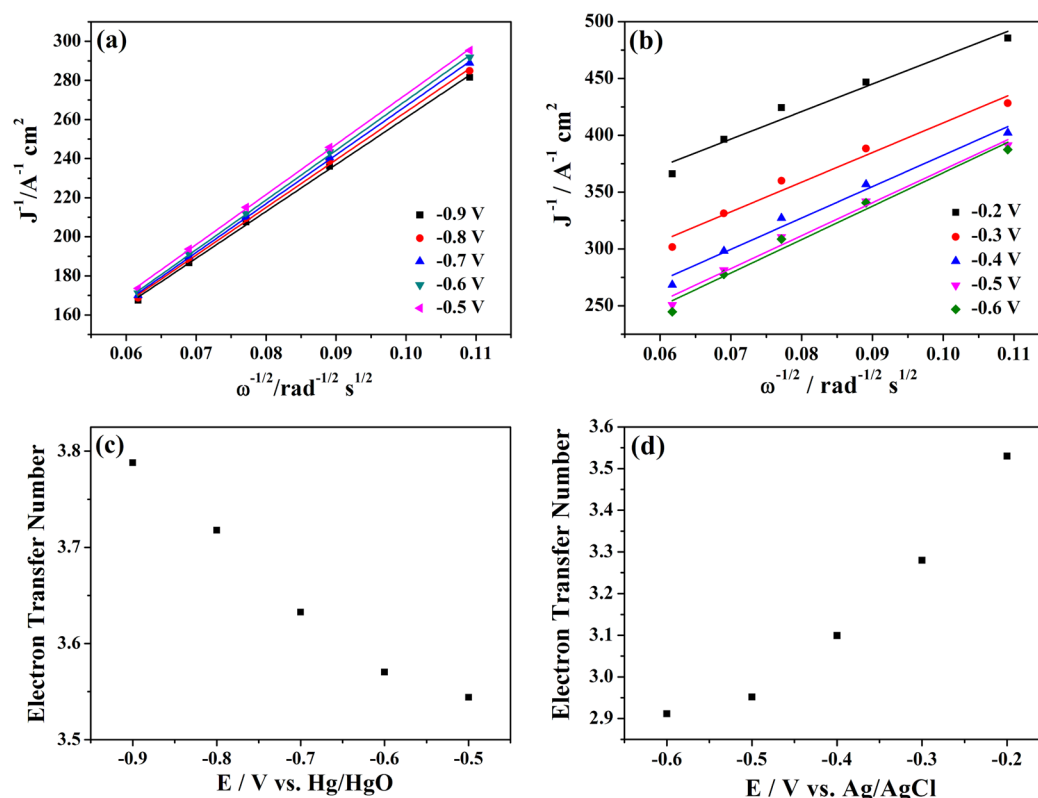 (a)
J⁻¹/A⁻¹ cm²
300
280
260
240
220
200
180
160
-0.9 V
-0.8 V
-0.7 V
-0.6 V
-0.5 V
0.06 0.07 0.08 0.09 0.10 0.11
ω⁻¹/²/rad⁻¹/² s¹/²
(b)
J⁻¹ / A⁻¹ cm²
500
450
400
350
300
250
-0.2 V
-0.3 V
-0.4 V
-0.5 V
-0.6 V
0.06 0.07 0.08 0.09 0.10 0.11
ω⁻¹/² / rad⁻¹/² s¹/²
(c)
Electron Transfer Number
3.8
3.7
3.6
3.5
-0.9 -0.8 -0.7 -0.6 -0.5
E / V vs. Hg/HgO
(d)
Electron Transfer Number
3.6
3.5
3.4
3.3
3.2
3.1
3.0
2.9
-0.6 -0.5 -0.4 -0.3 -0.2
E / V vs. Ag/AgCl